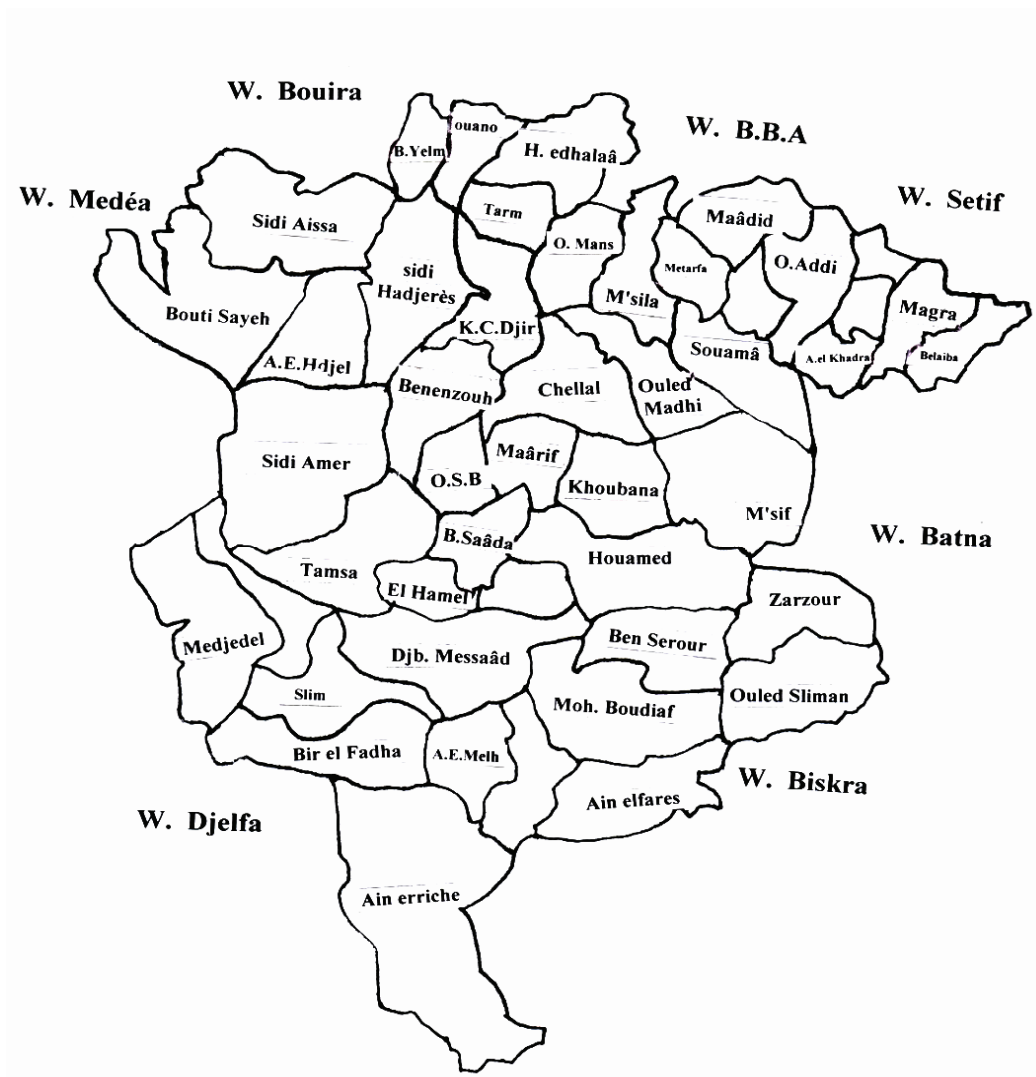 W. Bouira
ouano
W. B.B.A
B.Yelm
H. edhalaâ
W. Medéa
W. Setif
Sidi Aissa
Tarm
Maâdid
O. Mans
sidi
Hadjerès
Metarfa
O.Addi
M'sila
Bouti Sayeh
Magra
K.C.Djir
Souamâ
A.el Khadra
Belaiba
A.E.Hdjel
Benenzouh
Chellal
Ouled
Madhi
Sidi Amer
Maârif
O.S.B
Khoubana
M'sif
W. Batna
B.Saâda
Houamed
Tamsa
El Hamel
Zarzour
Medjedel
Djb. Messaâd
Ben Serour
Slim
Moh. Boudiaf
Ouled Sliman
Bir el Fadha
A.E.Melh
W. Biskra
Ain elfares
W. Djelfa
Ain erriche